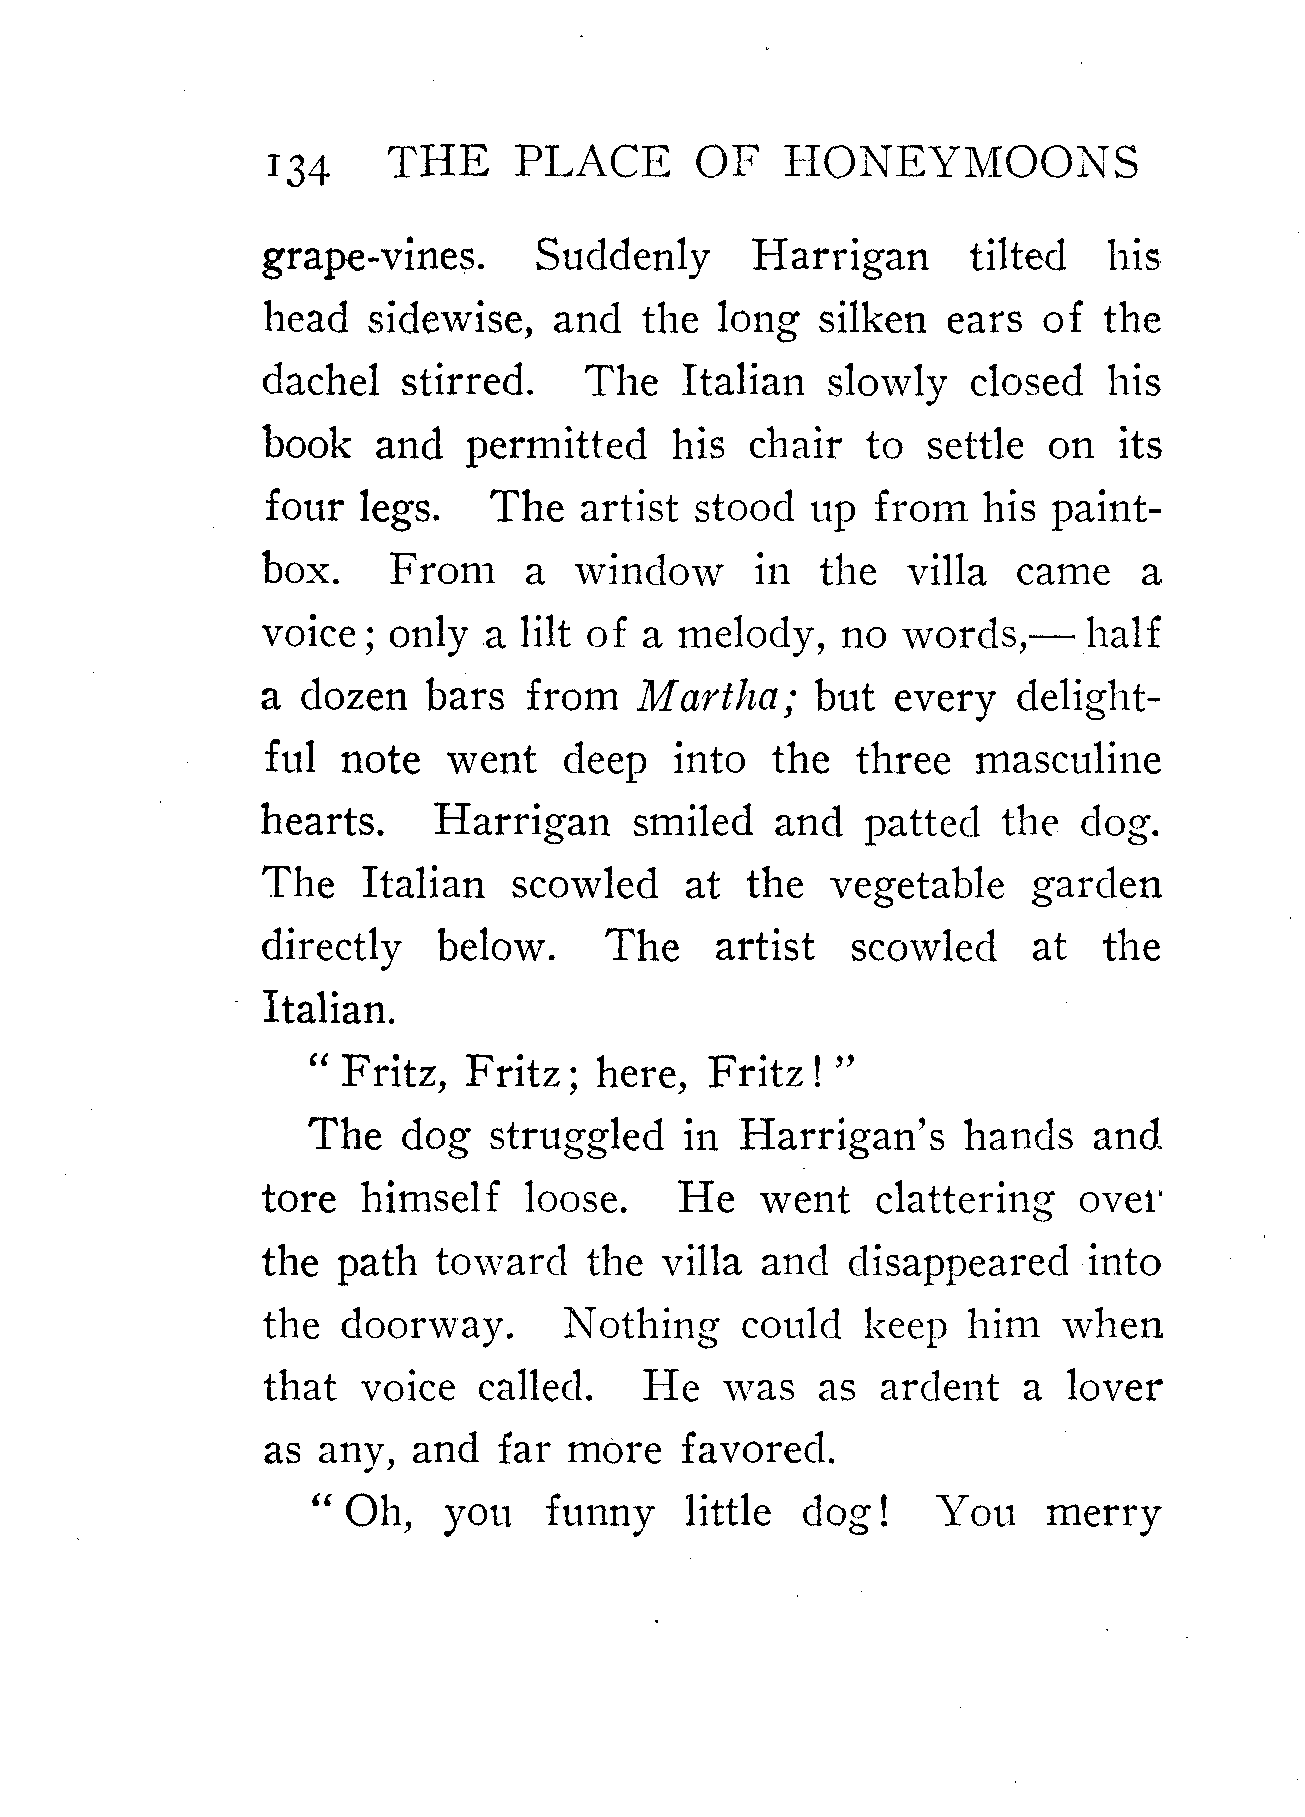 134 THE PLACE OF HONEYMOONS
grape-vines. Suddenly Harrigan tilted his
head sidewise, and the long silken ears of the
dachel stirred. The Italian slowly closed his
book and permitted his chair to settle on its
four legs. The artist stood up from his paint-
box. From a window in the villa came a
voice; only a lilt of a melody, no words,— half
a dozen bars from Martha; but every delight-
ful note went deep into the three masculine
hearts. Harrigan smiled and patted the dog.
The Italian scowled at the vegetable garden
directly below. The artist scowled at the
Italian.
“ Fritz, Fritz; here, Fritz! ”
The dog struggled in Harrigan's hands and
tore himself loose. He went clattering over
the path toward the villa and disappeared into
the doorway. Nothing could keep him when
that voice called. He was as ardent a lover
as any, and far more favored.
“ Oh, you funny little dog! You merry